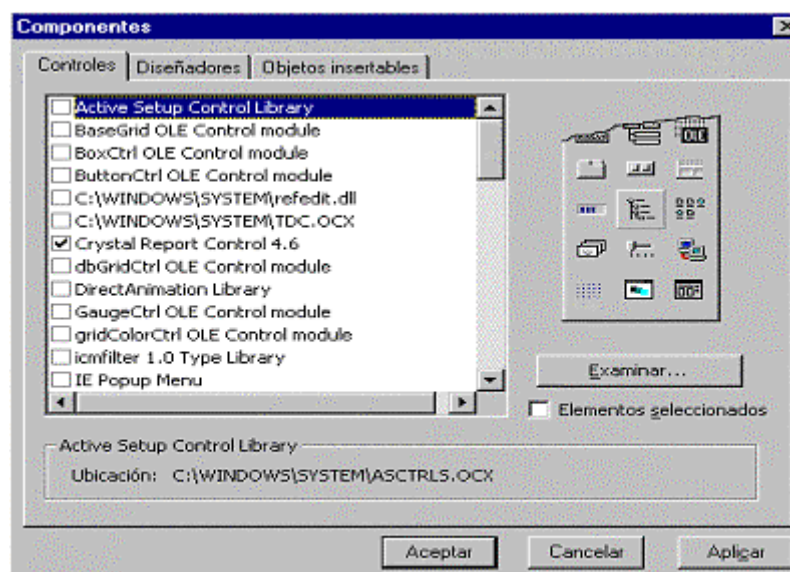 Componentes
Controles Diseñadores Objetos insertables
Active Setup Control Library
BaseGrid OLE Control module
BoxCtrl OLE Control module
ButtonCtrl OLE Control module
C:\WINDOWS\SYSTEM\refedit.dll
C:\WINDOWS\SYSTEM\TDC.OCX
Crystal Report Control 4.6
dbGridCtrl OLE Control module
DirectAnimation Library
GaugeCtrl OLE Control module
gridColorCtrl OLE Control module
icmfilter 1.0 Type Library
IE Popup Menu
OLE
Examinar...
Elementos seleccionados
Active Setup Control Library
Ubicación: C:\WINDOWS\SYSTEM\ASCTRLS.OCX
Aceptar Cancelar Aplicar